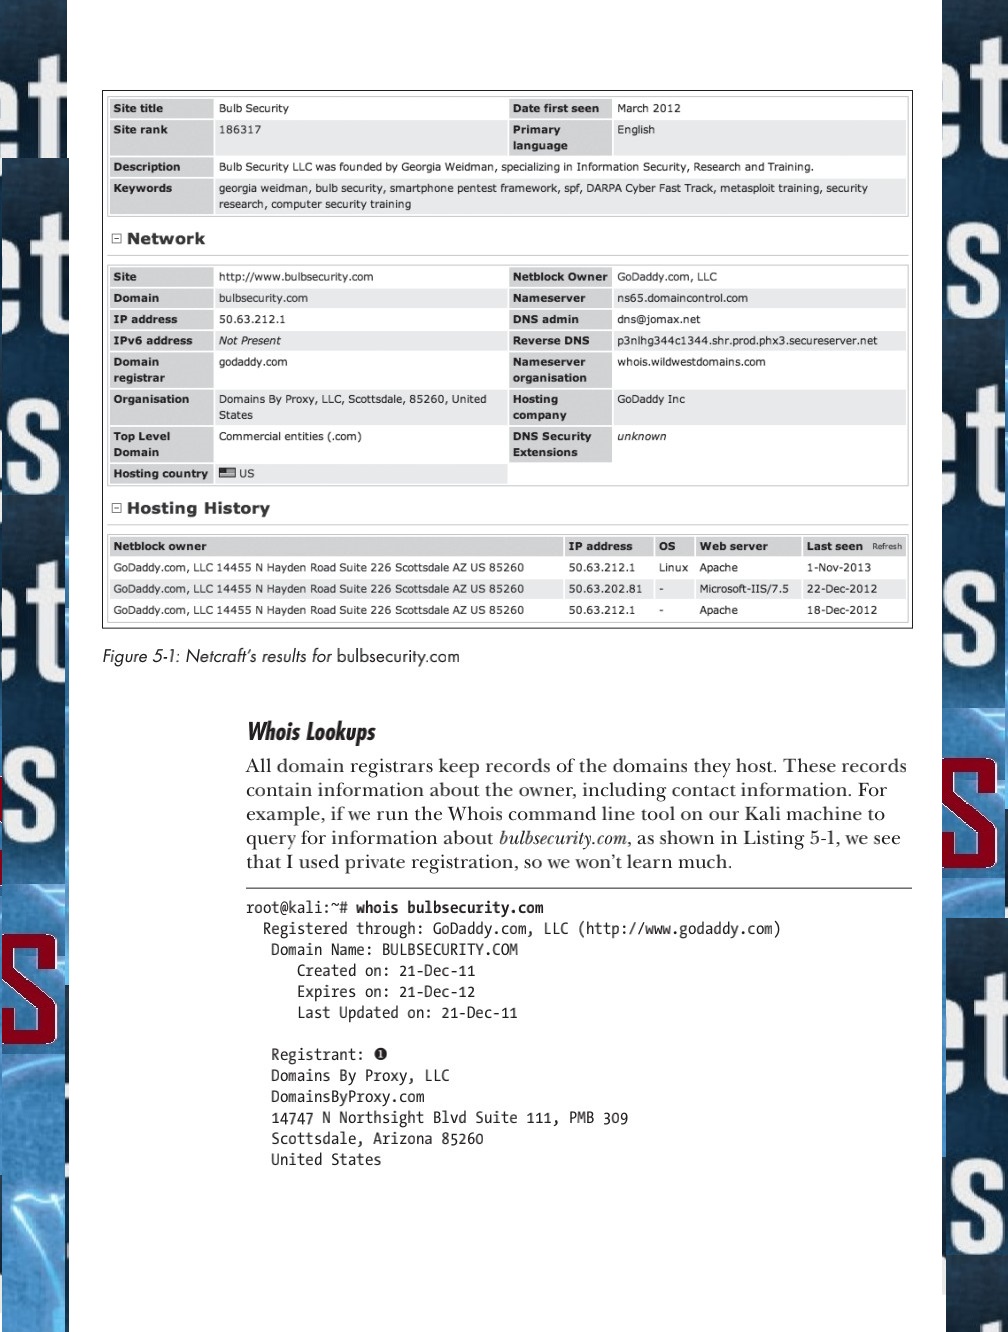 Site title Bulb Security Date first seen March 2012
Site rank 186317 Primary language English
Description Bulb Security LLC was founded by Georgia Weidman, specializing in Information Security, Research and Training.
Keywords georgia weidman, bulb security, smartphone pentest framework, spf, DARPA Cyber Fast Track, metasploit training, security
research, computer security training
Network
Site http://www.bulbsecurity.com Netblock Owner GoDaddy.com, LLC
Domain bulbsecurity.com Nameserver ns65.domaincontrol.com
IP address 50.63.212.1 DNS admin dns@jomax.net
IPv6 address Not Present Reverse DNS p3nlhg344c1344.shr.prod.phx3.secureserver.net
Domain registrar godaddy.com Nameserver organisation whois.wildwestdomains.com
Organisation Domains By Proxy, LLC, Scottsdale, 85260, United States Hosting company GoDaddy Inc
Top Level Domain Commercial entities (.com) DNS Security Extensions unknown
Hosting country US
Hosting History
Netblock owner IP address OS Web server Last seen Refresh
GoDaddy.com, LLC 14455 N Hayden Road Suite 226 Scottsdale AZ US 85260 50.63.212.1 Linux Apache 1-Nov-2013
GoDaddy.com, LLC 14455 N Hayden Road Suite 226 Scottsdale AZ US 85260 50.63.202.81 - Microsoft-IIS/7.5 22-Dec-2012
GoDaddy.com, LLC 14455 N Hayden Road Suite 226 Scottsdale AZ US 85260 50.63.212.1 - Apache 18-Dec-2012
Figure 5-1: Netcraft's results for bulbsecurity.com
Whois Lookups
All domain registrars keep records of the domains they host. These records
contain information about the owner, including contact information. For
example, if we run the Whois command line tool on our Kali machine to
query for information about bulbsecurity.com, as shown in Listing 5-1, we see
that I used private registration, so we won't learn much.
root@kali:~# whois bulbsecurity.com
Registered through: GoDaddy.com, LLC (http://www.godaddy.com)
Domain Name: BULBSECURITY.COM
Created on: 21-Dec-11
Expires on: 21-Dec-12
Last Updated on: 21-Dec-11
Registrant: ❶
Domains By Proxy, LLC
DomainsByProxy.com
14747 N Northsight Blvd Suite 111, PMB 309
Scottsdale, Arizona 85260
United States